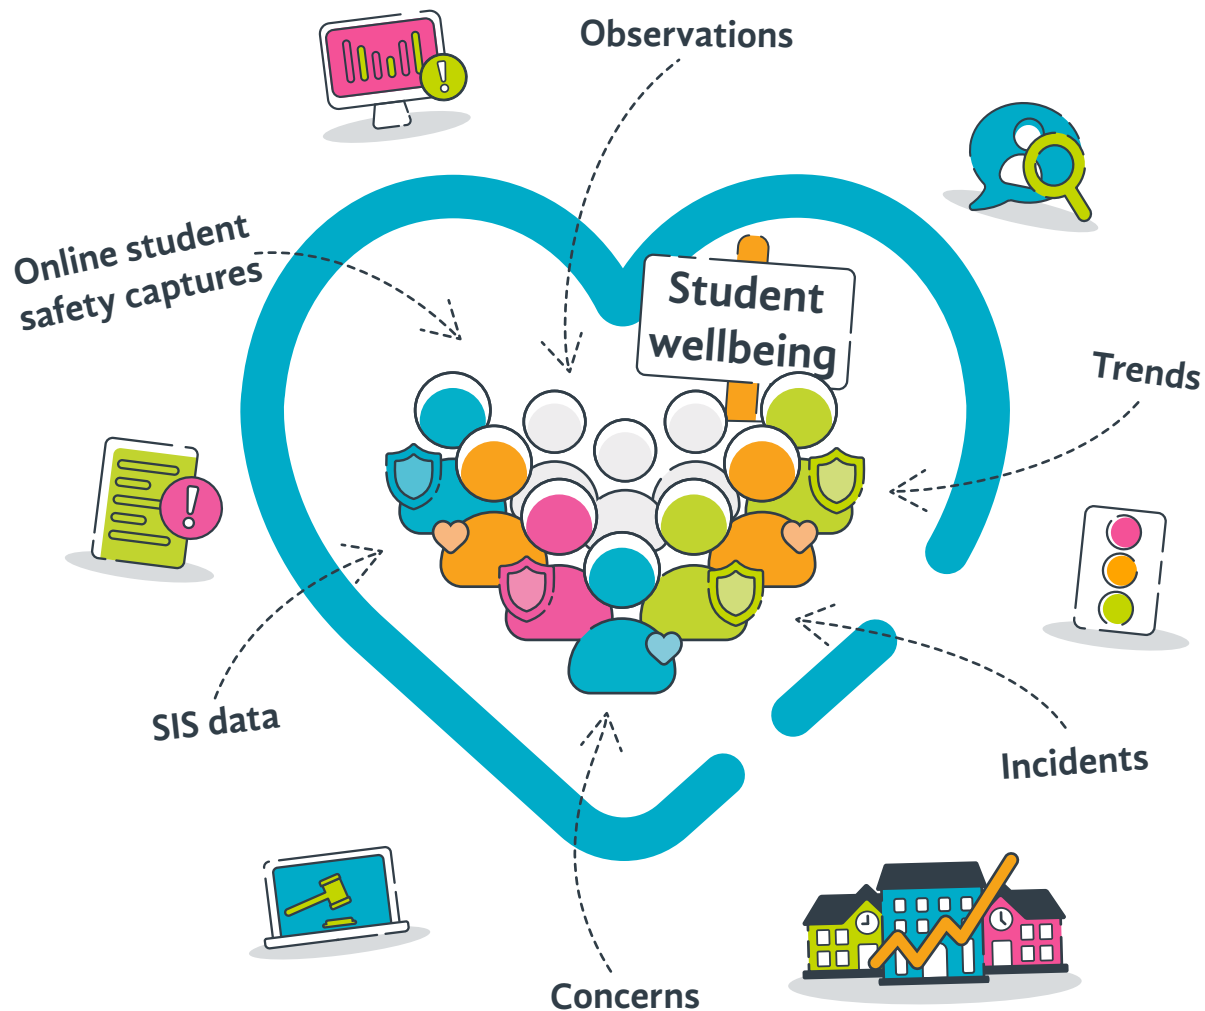 Observations
Online student
safety captures
Student
wellbeing
Trends
SIS data
Incidents
Concerns